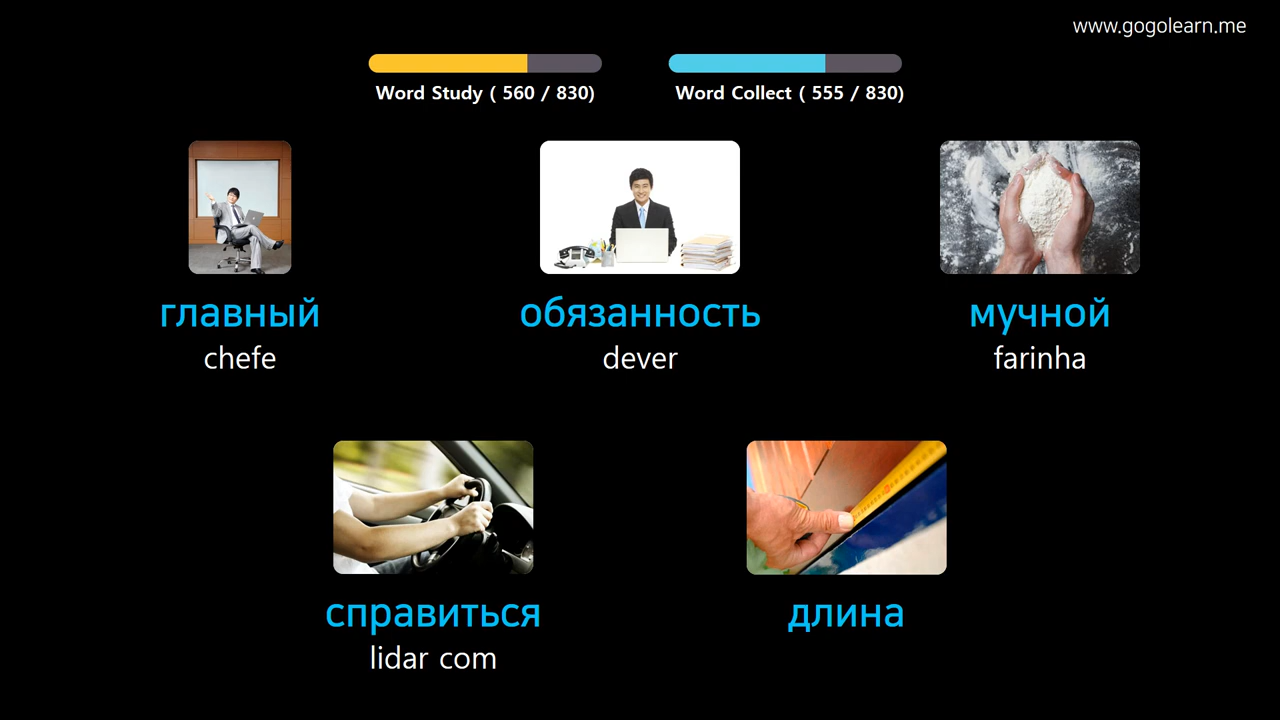 www.gogolearn.me
Word Study ( 560 / 830)
Word Collect ( 555 / 830)
главный
chefe
обязанность
dever
мучной
farinha
справиться
lidar com
длина